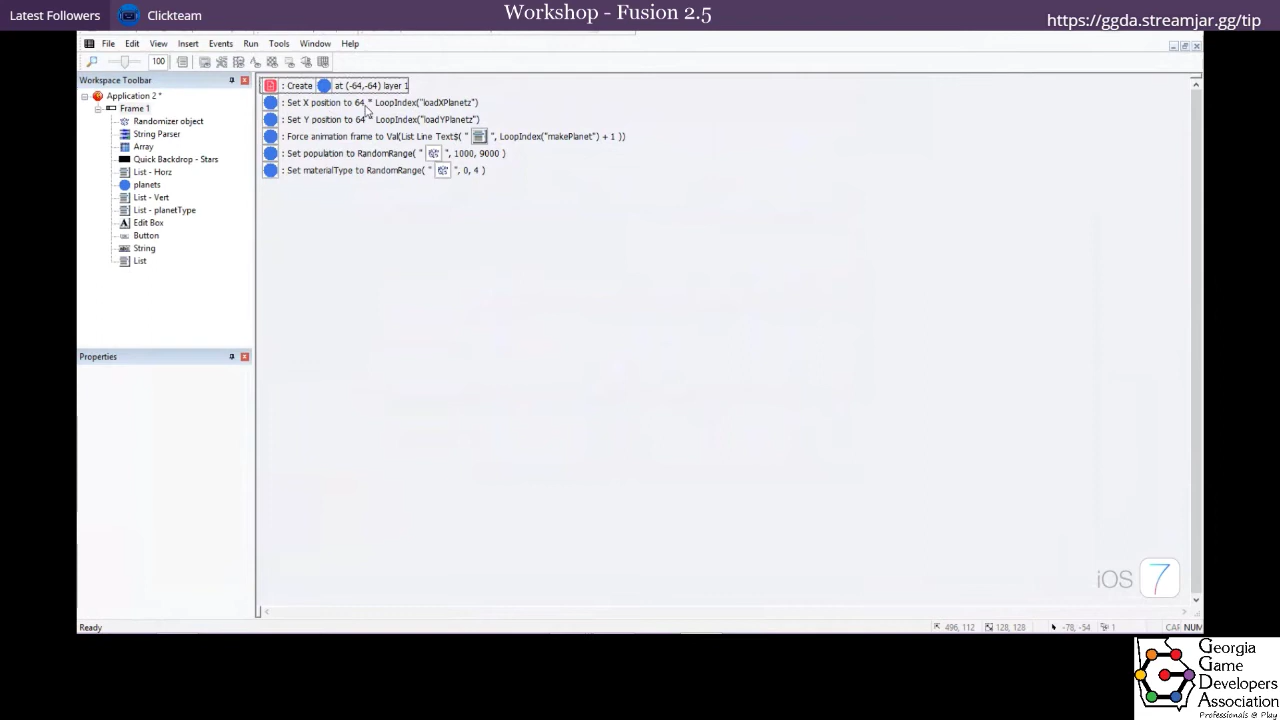 Latest Followers Clickteam Workshop - Fusion 2.5 https://ggda.streamjar.gg/tip
File Edit View Insert Events Run Tools Window Help
100
Workspace Toolbar
Application 2 *
Frame 1
Randomizer object
String Parser
Array
Quick Backdrop - Stars
List - Horz
planets
List - Vert
List - planetType
Edit Box
Button
String
List
Properties
: Create at (-64,-64) layer 1
: Set X position to 64 * LoopIndex("loadXPlanetz")
: Set Y position to 64 * LoopIndex("loadYPlanetz")
: Force animation frame to Val(List Line Text$( " ", LoopIndex("makePlanet") + 1 ))
: Set population to RandomRange( " ", 1000, 9000 )
: Set materialType to RandomRange( " ", 0, 4 )
iOS 7
Ready 496, 112 128, 128 -78, -54 1 CAP NUM
Georgia
Game
Developers
Association
Professionals @ Play